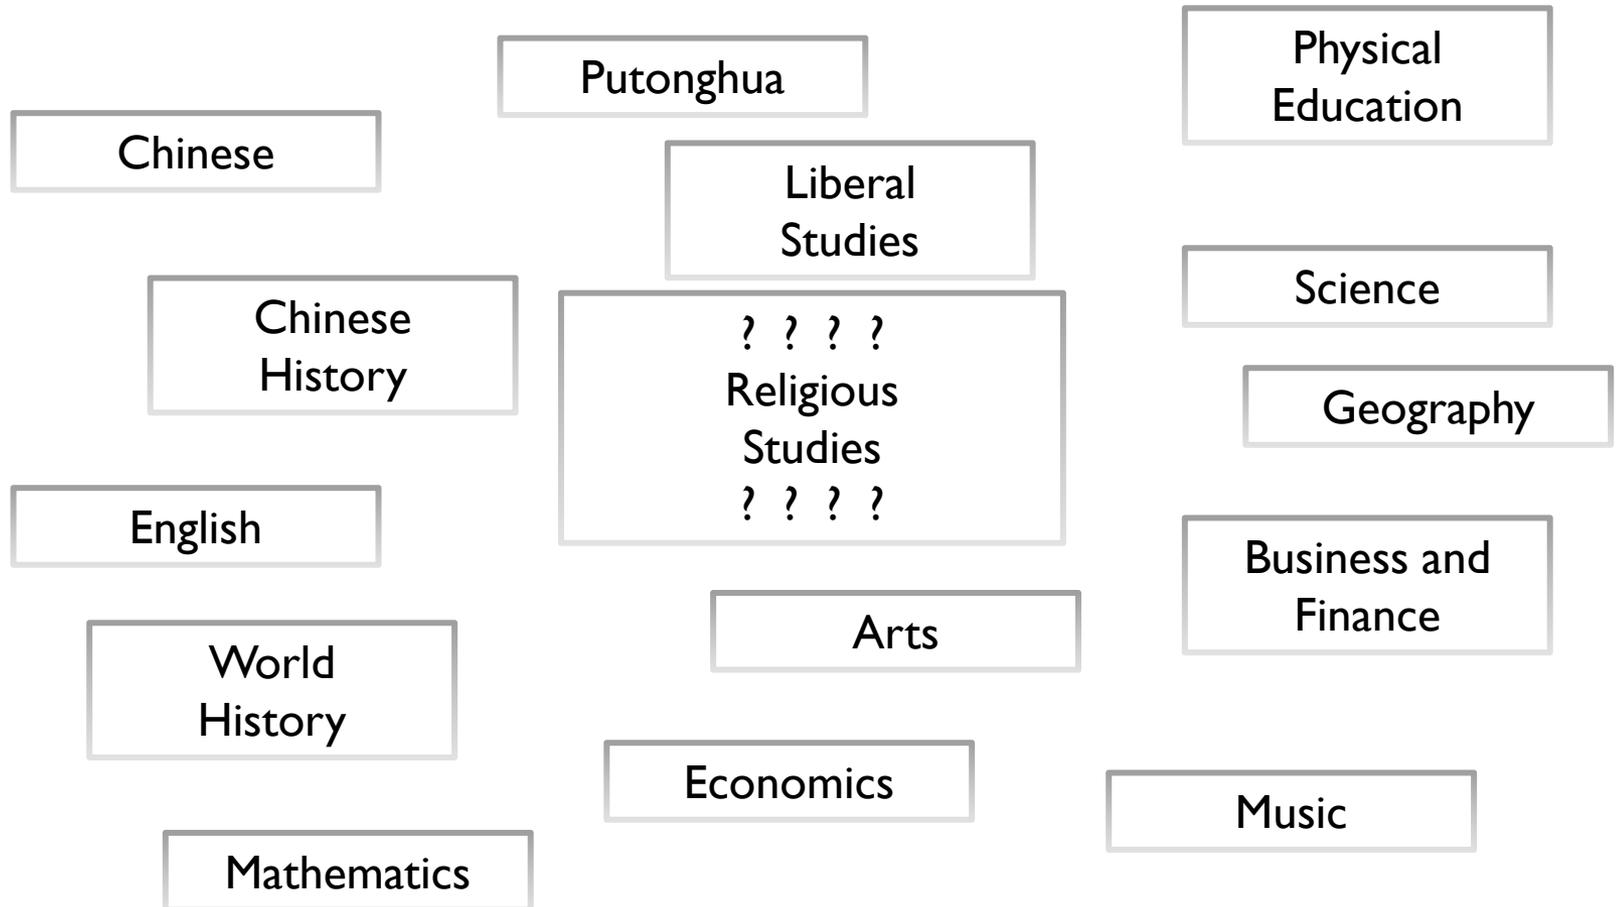 Physical
Education
Putonghua
Chinese
Liberal
Studies
Science
Chinese
History
? ? ? ?
Religious
Studies
? ? ? ?
Geography
English
Business and
Finance
Arts
World
History
Economics
Music
Mathematics